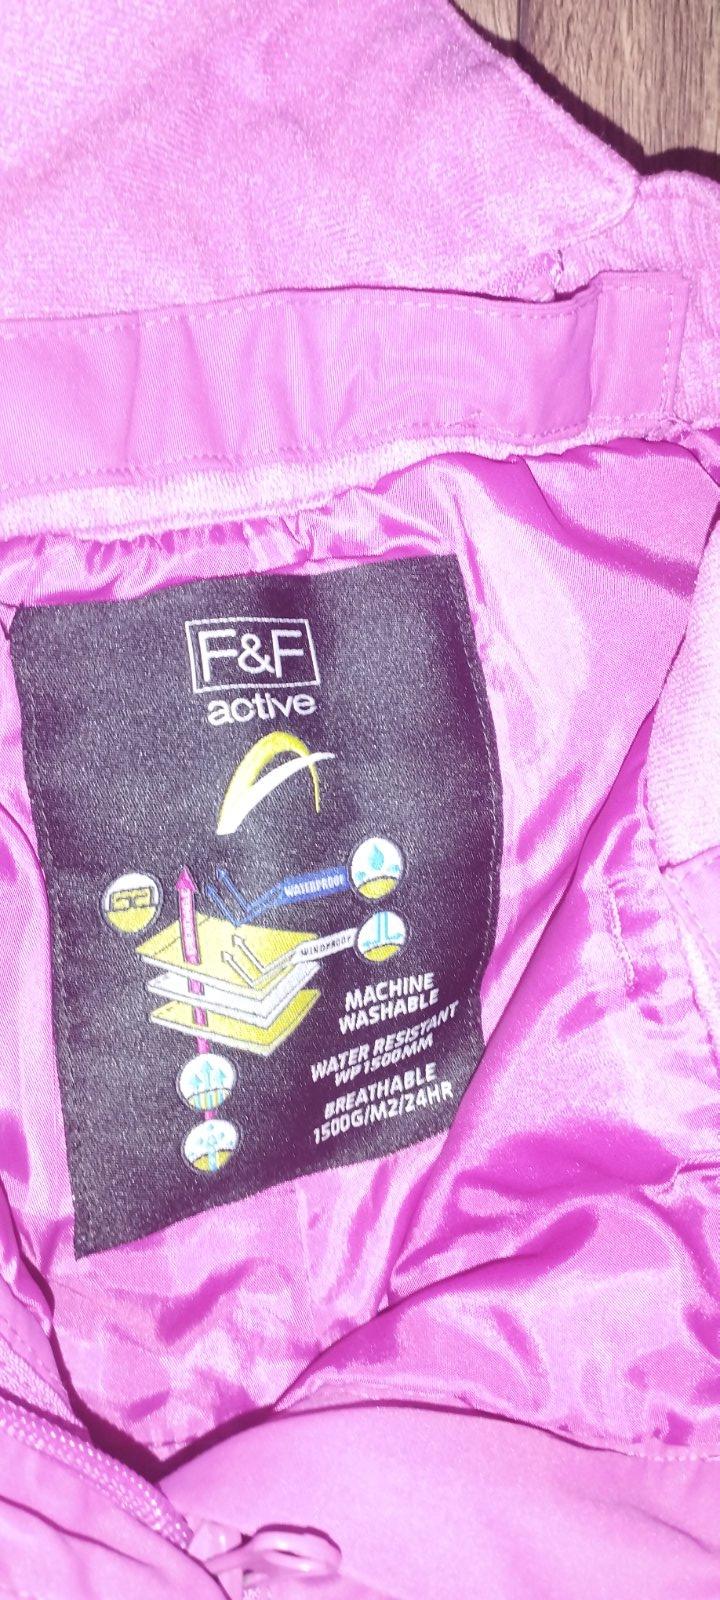 F&F
active
WATERPROOF
WINDPROOF
MACHINE
WASHABLE
WATER RESISTANT
WP 1500MM
BREATHABLE
1500G/M2/24HR